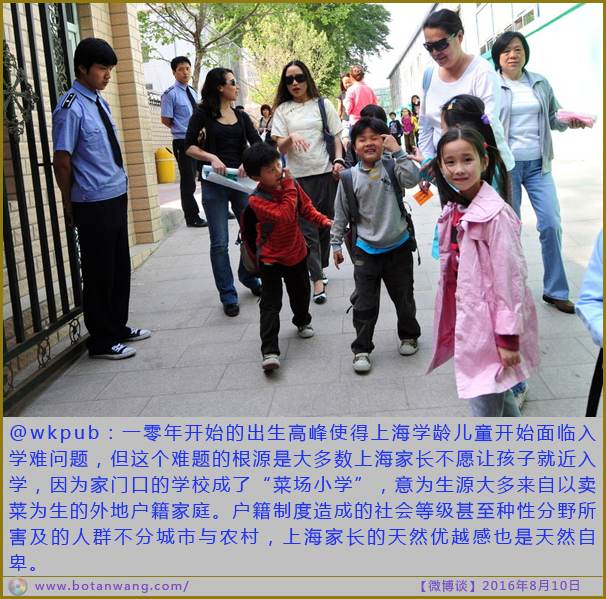 @wkpub：一零年开始的出生高峰使得上海学龄儿童开始面临入
学难问题，但这个难题的根源是大多数上海家长不愿让孩子就近入
学，因为家门口的学校成了“菜场小学”，意为生源大多来自以卖
菜为生的外地户籍家庭。户籍制度造成的社会等级甚至种性分野所
害及的人群不分城市与农村，上海家长的天然优越感也是天然自
卑。
www.botanwang.com/ 【微博谈】2016年8月10日